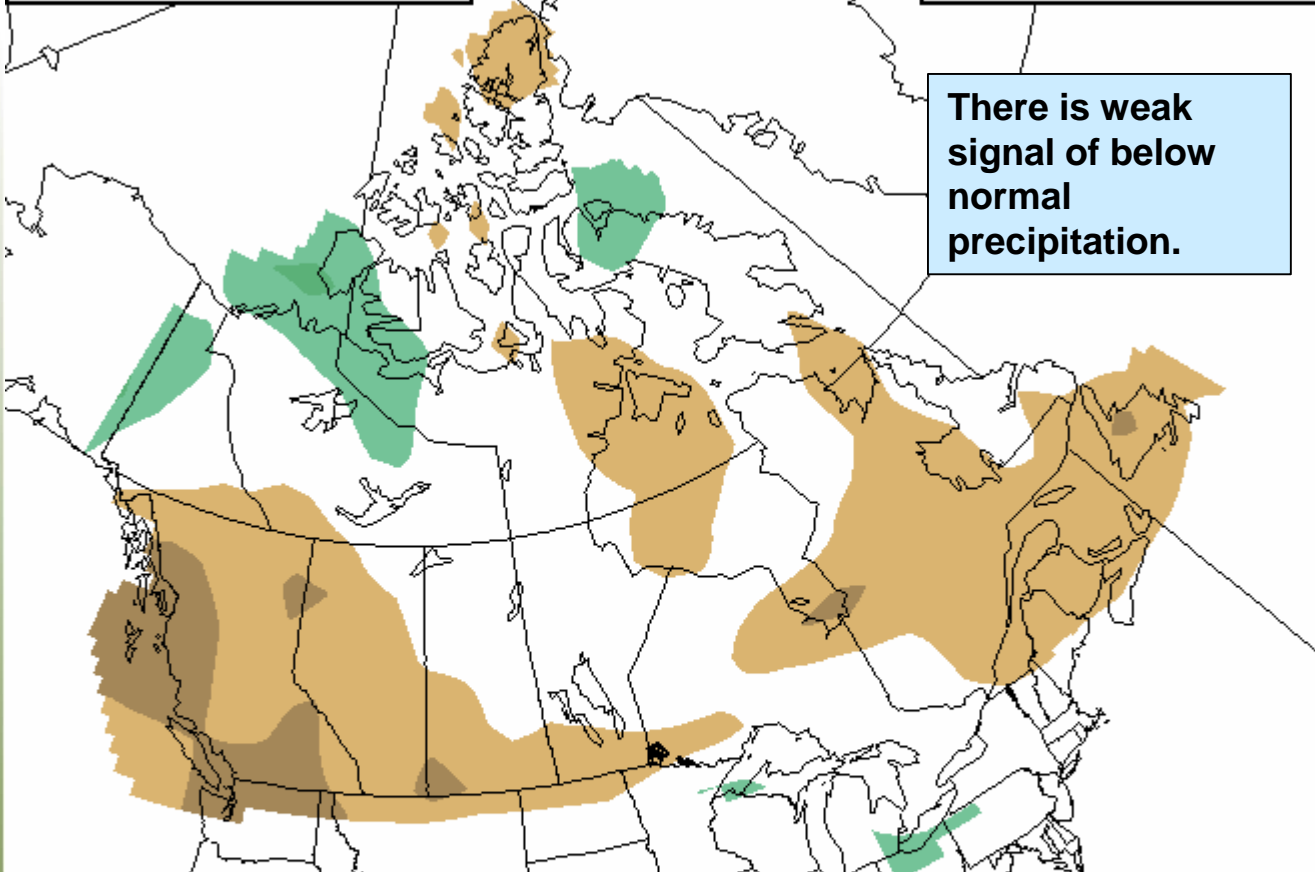 There is weak
signal of below
normal
precipitation.